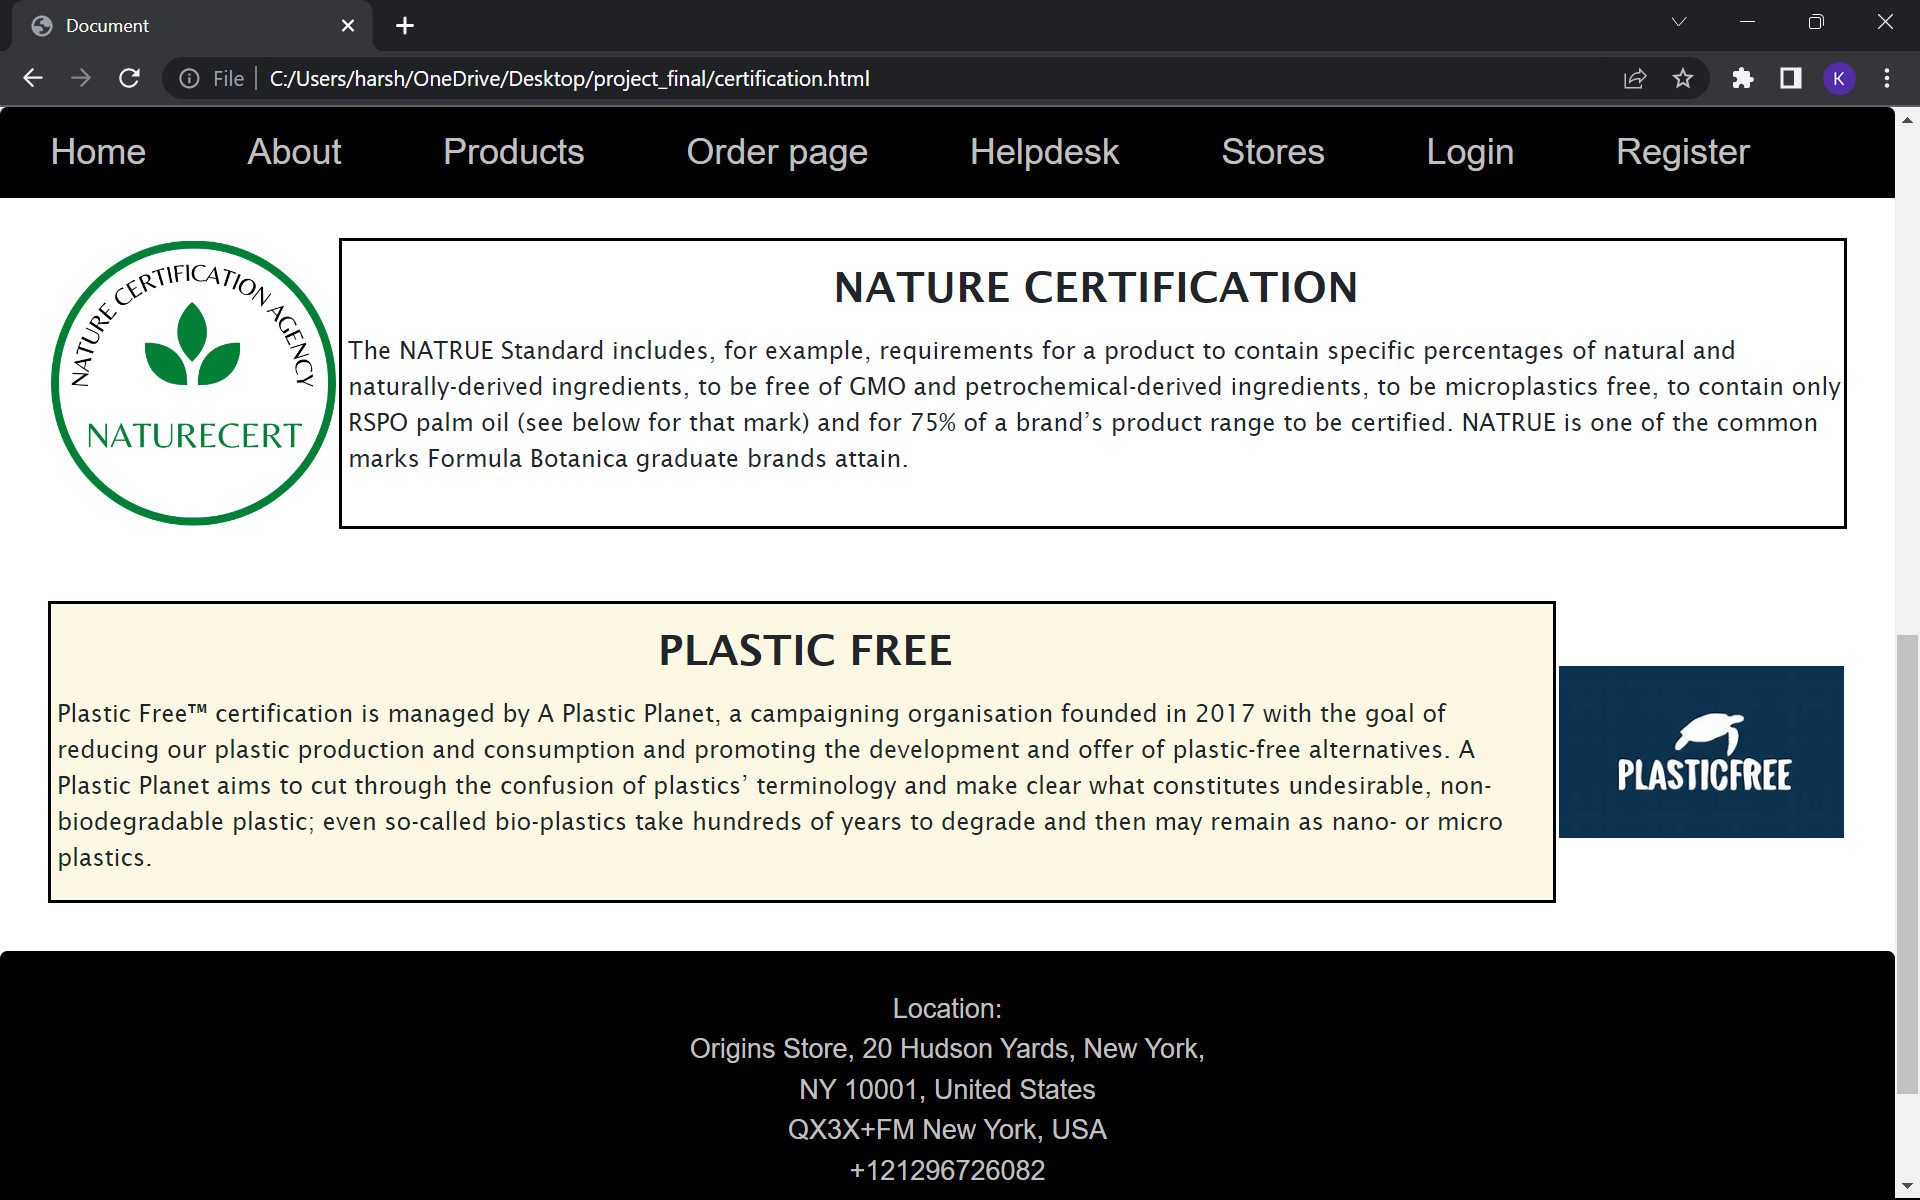 Document
File C:/Users/harsh/OneDrive/Desktop/project_final/certification.html
K
Home About Products Order page Helpdesk Stores Login Register
NATURE CERTIFICATION AGENCY
NATURECERT
NATURE CERTIFICATION
The NATRUE Standard includes, for example, requirements for a product to contain specific percentages of natural and
naturally-derived ingredients, to be free of GMO and petrochemical-derived ingredients, to be microplastics free, to contain only
RSPO palm oil (see below for that mark) and for 75% of a brand’s product range to be certified. NATRUE is one of the common
marks Formula Botanica graduate brands attain.
PLASTIC FREE
Plastic Free™ certification is managed by A Plastic Planet, a campaigning organisation founded in 2017 with the goal of
reducing our plastic production and consumption and promoting the development and offer of plastic-free alternatives. A
Plastic Planet aims to cut through the confusion of plastics’ terminology and make clear what constitutes undesirable, non-
biodegradable plastic; even so-called bio-plastics take hundreds of years to degrade and then may remain as nano- or micro
plastics.
PLASTICFREE
Location:
Origins Store, 20 Hudson Yards, New York,
NY 10001, United States
QX3X+FM New York, USA
+121296726082